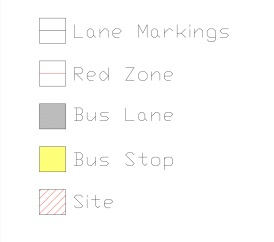 Lane Markings
Red Zone
Bus Lane
Bus Stop
Site